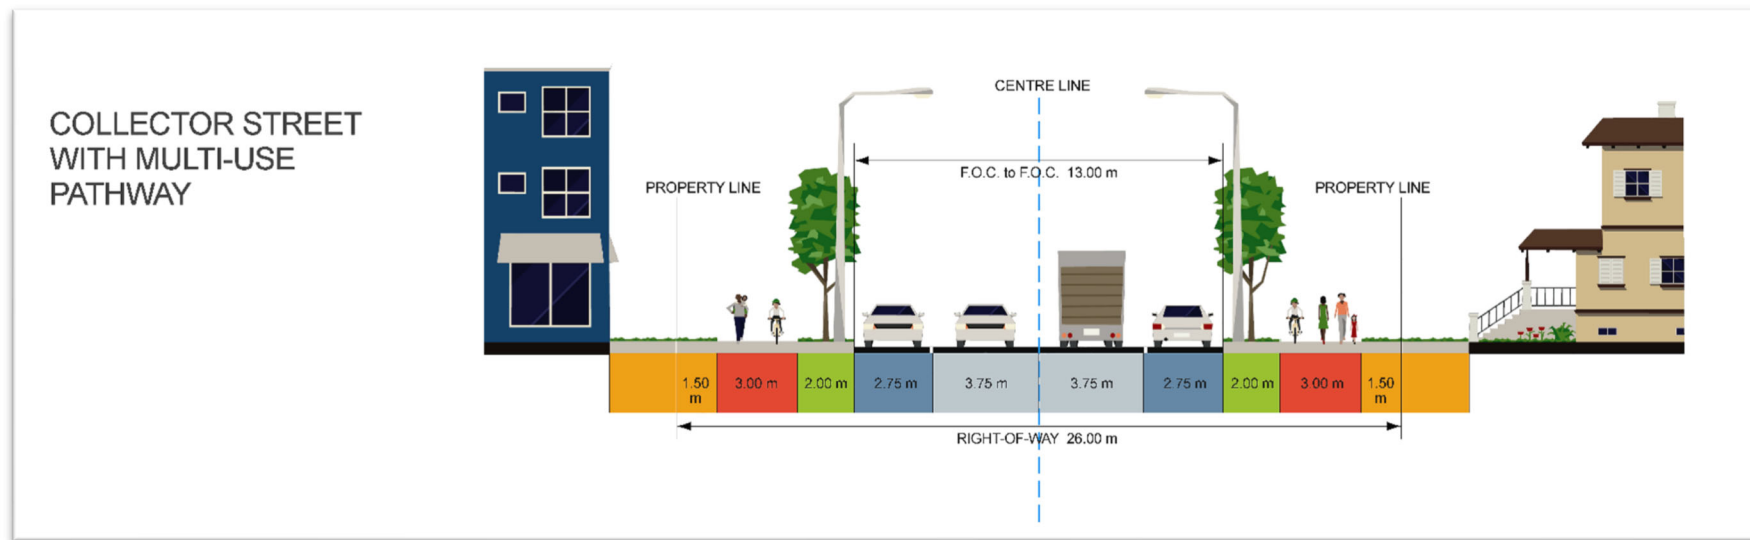 COLLECTOR STREET
WITH MULTI-USE
PATHWAY
CENTRE LINE
F.O.C. to F.O.C. 13.00 m
PROPERTY LINE
PROPERTY LINE
1.50
m
3.00 m
2.00 m
2.75 m
3.75 m
3.75 m
2.75 m
2.00 m
3.00 m
1.50
m
RIGHT-OF-WAY 26.00 m